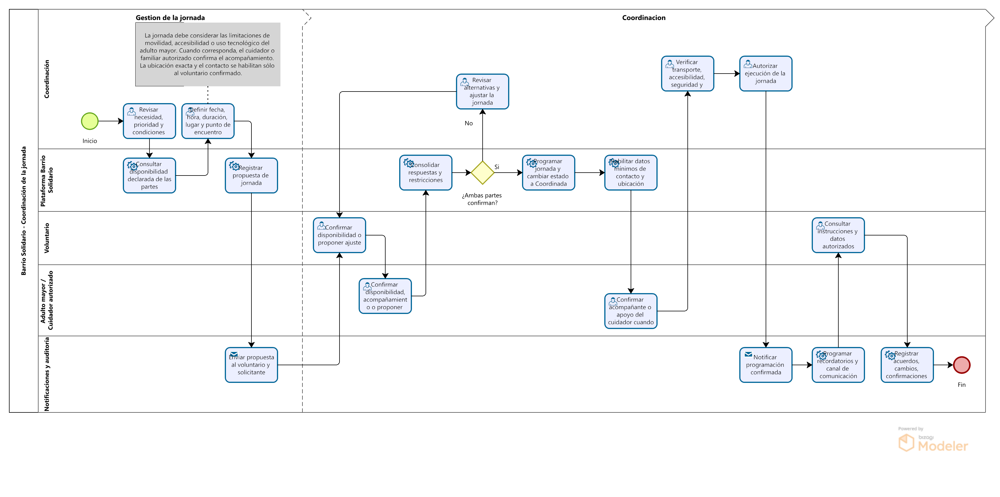 Barrio Solidario - Coordinación de la jornada
Gestion de la jornada
Coordinacion
Coordinación
La jornada debe considerar las limitaciones de
movilidad, accesibilidad o uso tecnológico del
adulto mayor. Cuando corresponda, el cuidador o
familiar autorizado confirma el acompañamiento.
La ubicación exacta y el contacto se habilitan sólo
al voluntario confirmado.
Inicio
Revisar
necesidad,
prioridad y
condiciones
Definir fecha,
hora, duración,
lugar y punto de
encuentro
Revisar
alternativas y
ajustar la
jornada
No
Verificar
transporte,
accesibilidad,
seguridad y
Autorizar
ejecución de la
jornada
Plataforma Barrio
Solidario
Consultar
disponibilidad
declarada de las
partes
Registrar
propuesta de
jornada
Consolidar
respuestas y
restricciones
¿Ambas partes
confirman?
Si
Programar
jornada y
cambiar estado
a Coordinada
Habilitar datos
mínimos de
contacto y
ubicación
Voluntario
Confirmar
disponibilidad o
proponer ajuste
Consultar
instrucciones y
datos
autorizados
Adulto mayor /
Cuidador autorizado
Confirmar
disponibilidad,
acompañamient
o o proponer
Confirmar
acompañante o
apoyo del
cuidador cuando
Notificaciones y auditoría
Enviar propuesta
al voluntario y
solicitante
Notificar
programación
confirmada
Programar
recordatorios y
canal de
comunicación
Registrar
acuerdos,
cambios,
confirmaciones
Fin
Powered by
bizagi
Modeler